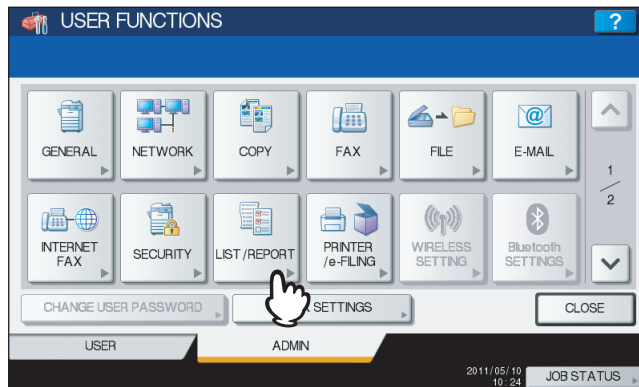 USER FUNCTIONS
?
GENERAL
NETWORK
COPY
FAX
FILE
E-MAIL
1
2
INTERNET
FAX
SECURITY
LIST/REPORT
PRINTER
/e-FILING
WIRELESS
SETTING
Bluetooth
SETTINGS
CHANGE USER PASSWORD
SETTINGS
CLOSE
USER
ADMIN
2011/05/10
10:24
JOB STATUS